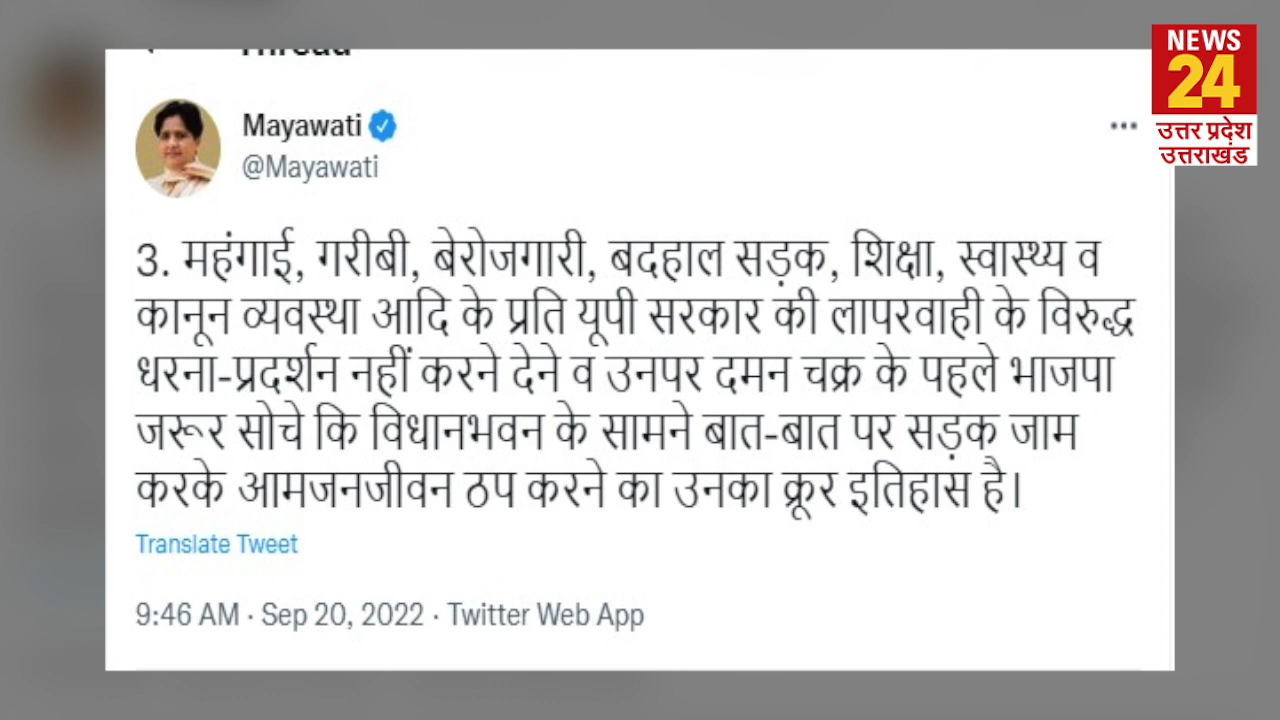 Thread
NEWS
24
उत्तर प्रदेश
उत्तराखंड
Mayawati
@Mayawati
3. महंगाई, गरीबी, बेरोजगारी, बदहाल सड़क, शिक्षा, स्वास्थ्य व
कानून व्यवस्था आदि के प्रति यूपी सरकार की लापरवाही के विरुद्ध
धरना-प्रदर्शन नहीं करने देने व उनपर दमन चक्र के पहले भाजपा
जरूर सोचे कि विधानभवन के सामने बात-बात पर सड़क जाम
करके आमजनजीवन ठप करने का उनका क्रूर इतिहास है।
Translate Tweet
9:46 AM · Sep 20, 2022 · Twitter Web App